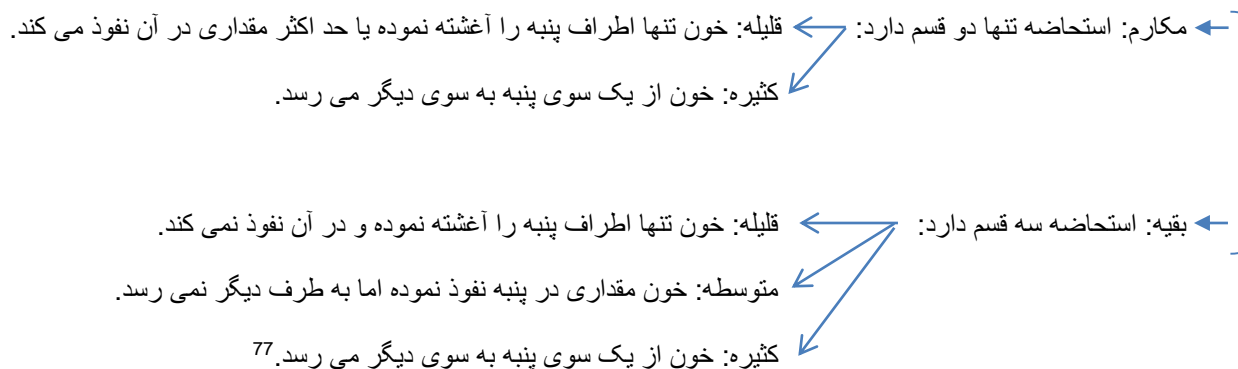 مکارم: استحاضه تنها دو قسم دارد: قلیله: خون تنها اطراف پنبه را آغشته نموده یا حد اکثر مقداری در آن نفوذ می کند.
کثیره: خون از یک سوی پنبه به سوی دیگر می رسد.
بقیه: استحاضه سه قسم دارد: قلیله: خون تنها اطراف پنبه را آغشته نموده و در آن نفوذ نمی کند.
متوسطه: خون مقداری در پنبه نفوذ نموده اما به طرف دیگر نمی رسد.
کثیره: خون از یک سوی پنبه به سوی دیگر می رسد.77